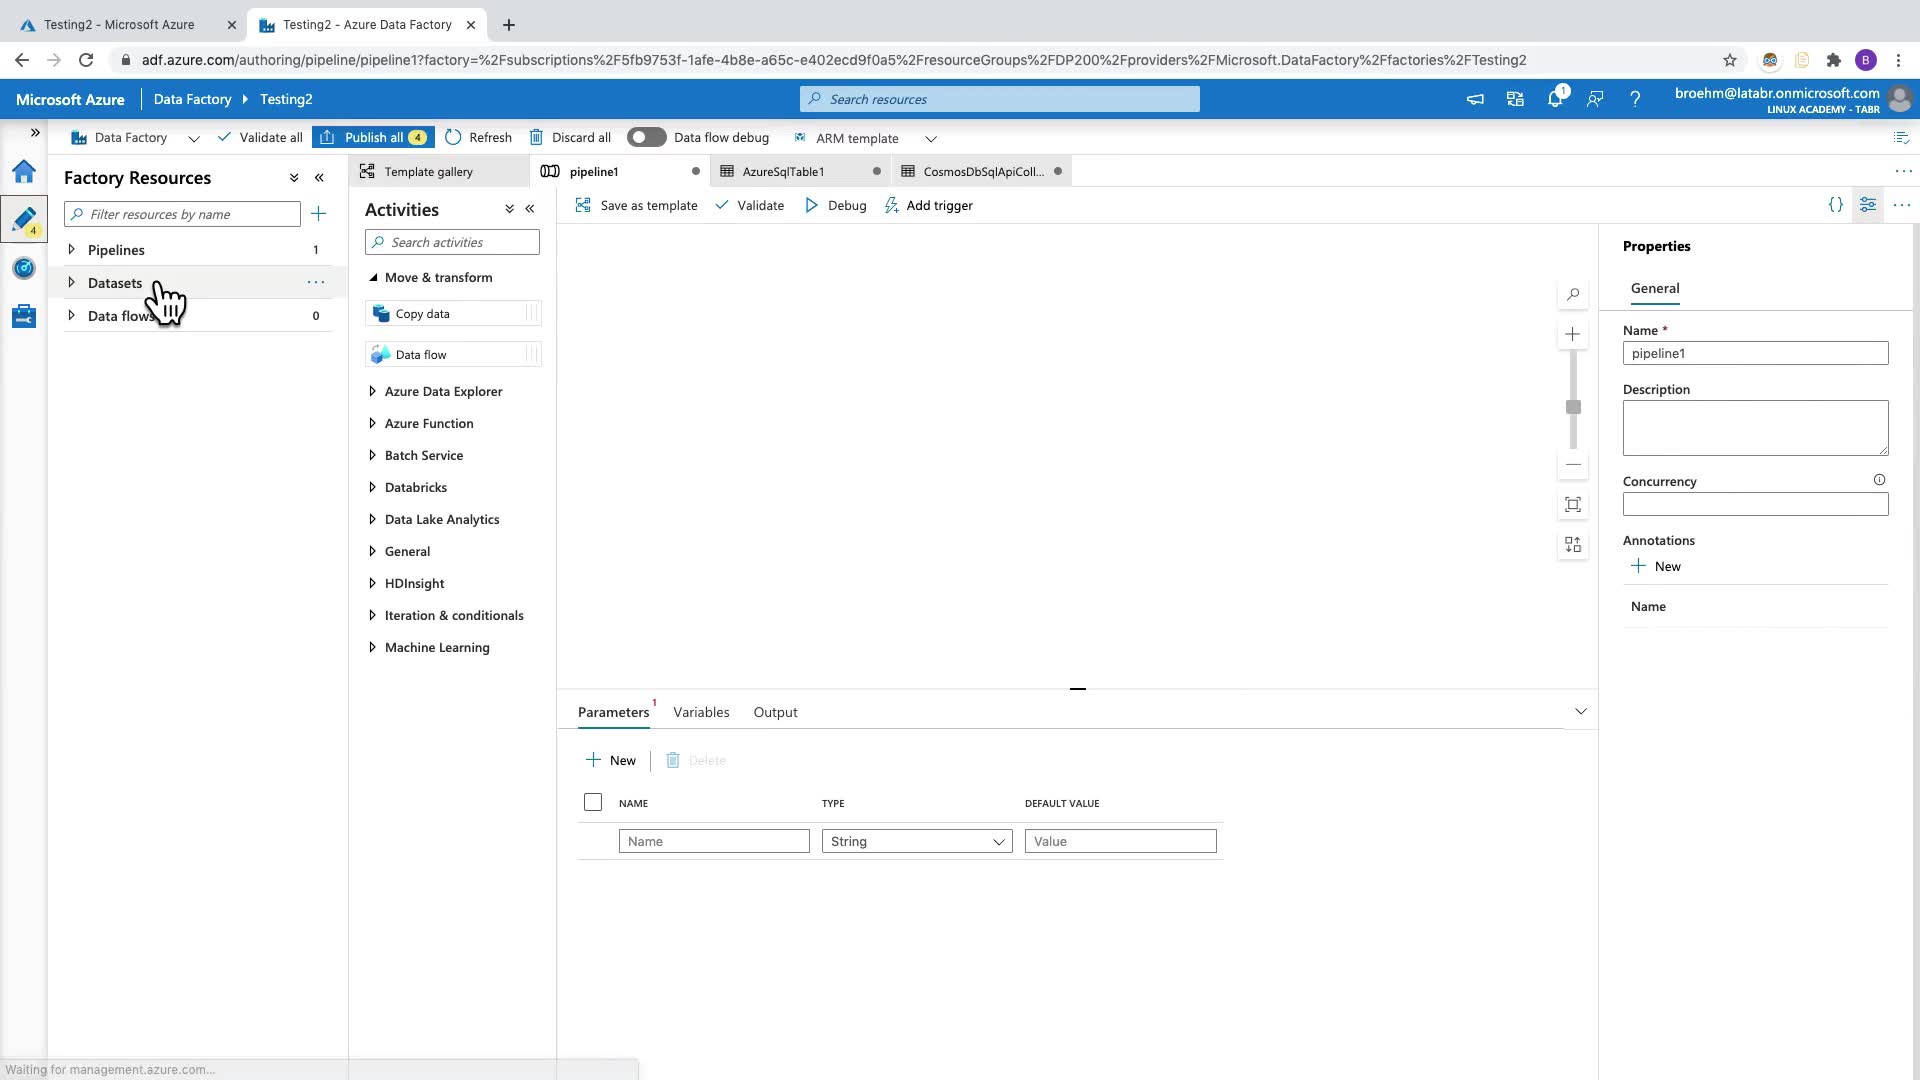 Testing2 - Microsoft Azure
Testing2 - Azure Data Factory
adf.azure.com/authoring/pipeline/pipeline1?factory=%2Fsubscriptions%2F5fb9753f-1afe-4b8e-a65c-e402ecd9f0a5%2FresourceGroups%2FDP200%2Fproviders%2FMicrosoft.DataFactory%2Ffactories%2FTesting2
B
Microsoft Azure
Data Factory
Testing2
Search resources
1
broehm@latabr.onmicrosoft.com
LINUX ACADEMY - TABR
Data Factory
Validate all
Publish all 4
Refresh
Discard all
Data flow debug
ARM template
Factory Resources
Template gallery
pipeline1
AzureSqlTable1
CosmosDbSqlApiColl...
Filter resources by name
4
Pipelines 1
Datasets
Data flows 0
Activities
Search activities
Move & transform
Copy data
Data flow
Azure Data Explorer
Azure Function
Batch Service
Databricks
Data Lake Analytics
General
HDInsight
Iteration & conditionals
Machine Learning
Save as template
Validate
Debug
Add trigger
Properties
General
Name *
pipeline1
Description
Concurrency
Annotations
New
Name
Parameters 1
Variables
Output
New
Delete
NAME
TYPE
DEFAULT VALUE
Name
String
Value
Waiting for management.azure.com...